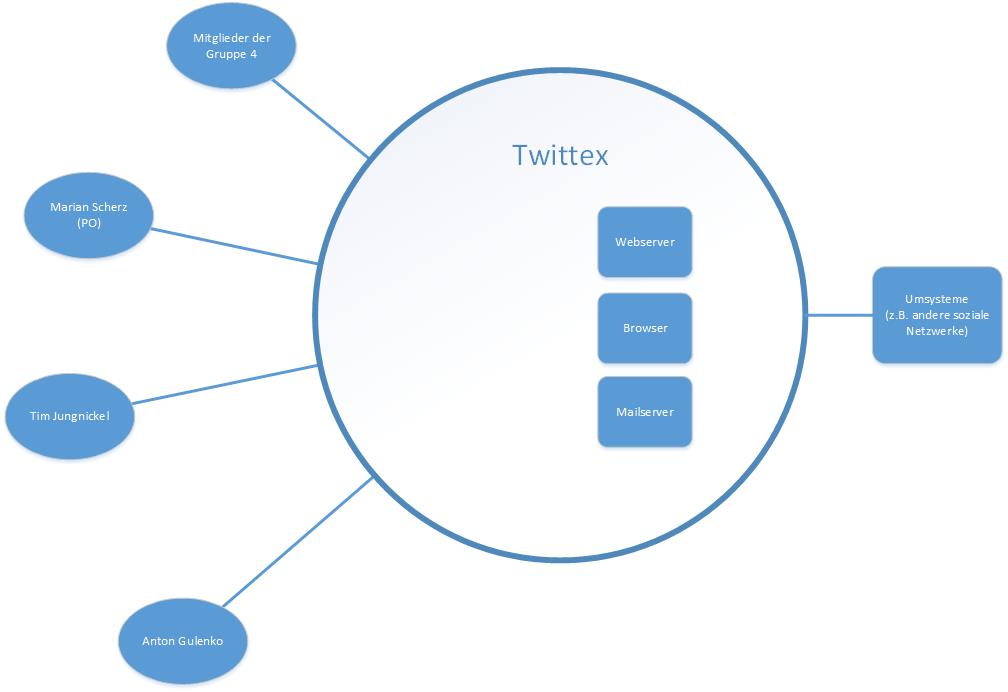 Mitglieder der
Gruppe 4
Twittex
Marian Scherz
(PO)
Webserver
Umsysteme
(z.B. andere soziale
Netzwerke)
Browser
Tim Jungnickel
Mailserver
Anton Gulenko